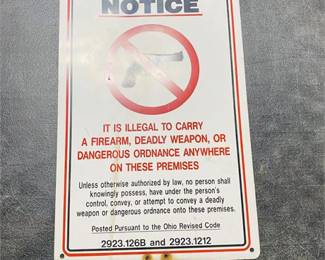 NOTICE
IT IS ILLEGAL TO CARRY
A FIREARM, DEADLY WEAPON, OR
DANGEROUS ORDNANCE ANYWHERE
ON THESE PREMISES
Unless otherwise authorized by law, no person shall
knowingly possess, have under the person's
control, convey, or attempt to convey a deadly
weapon or dangerous ordnance onto these premises.
Posted Pursuant to the Ohio Revised Code
2923.126B and 2923.1212